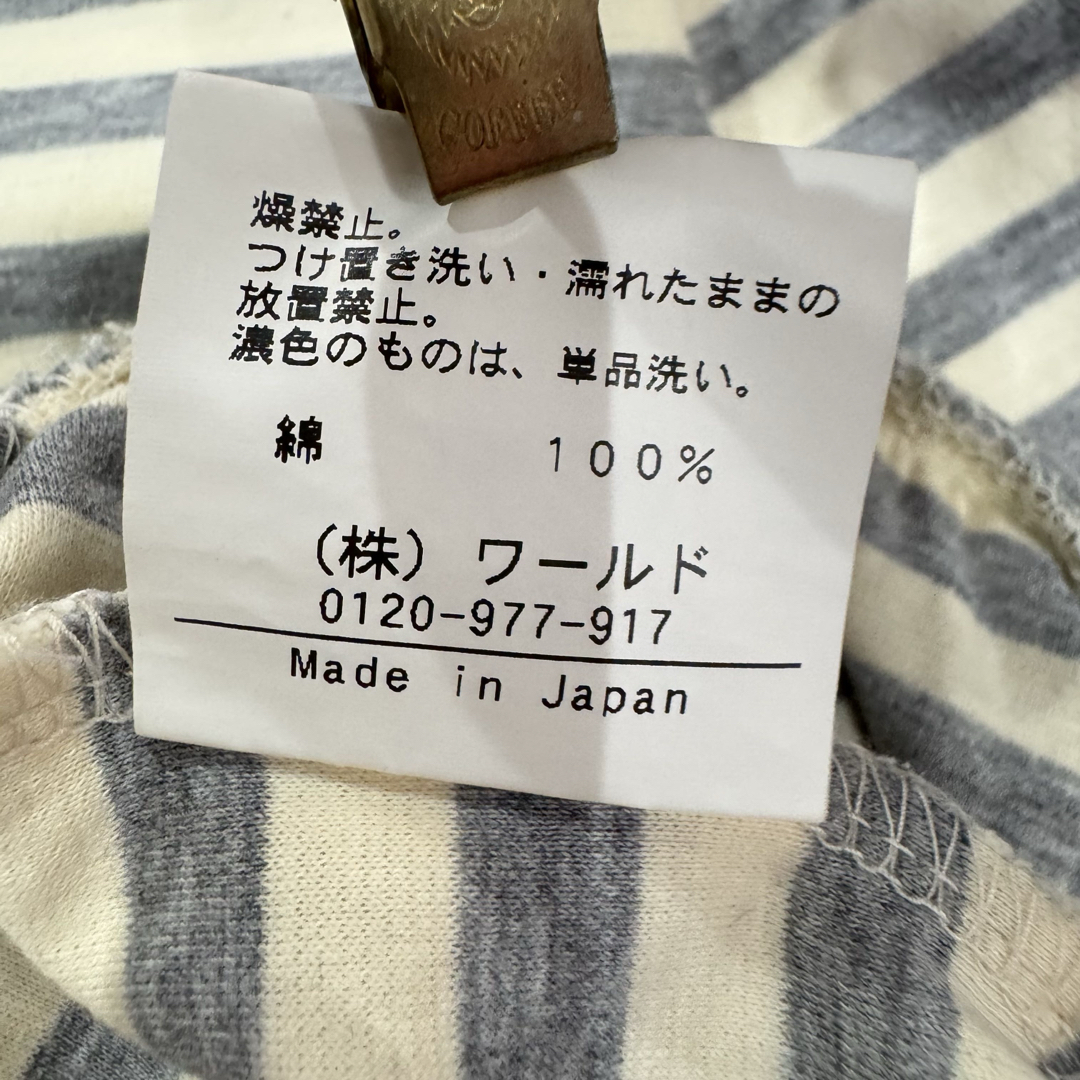 燥禁止。
つけ置き洗い・濡れたままの
放置禁止。
濃色のものは、単品洗い。
綿 100%
(株) ワールド
0120-977-917
Made in Japan